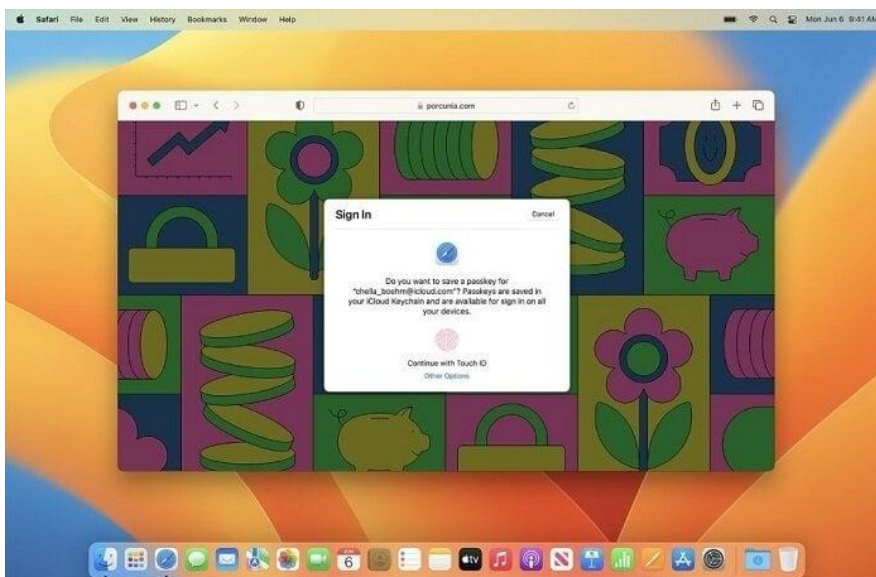 Safari File Edit View History Bookmarks Window Help Mon Jun 6 9:41 AM
porcunia.com
Sign In Cancel
Do you want to save a passkey for
"chella_boehm@icloud.com"? Passkeys are saved in
your iCloud Keychain and are available for sign in on all
your devices.
Continue with Touch ID
Other Options
JUN
6
tv